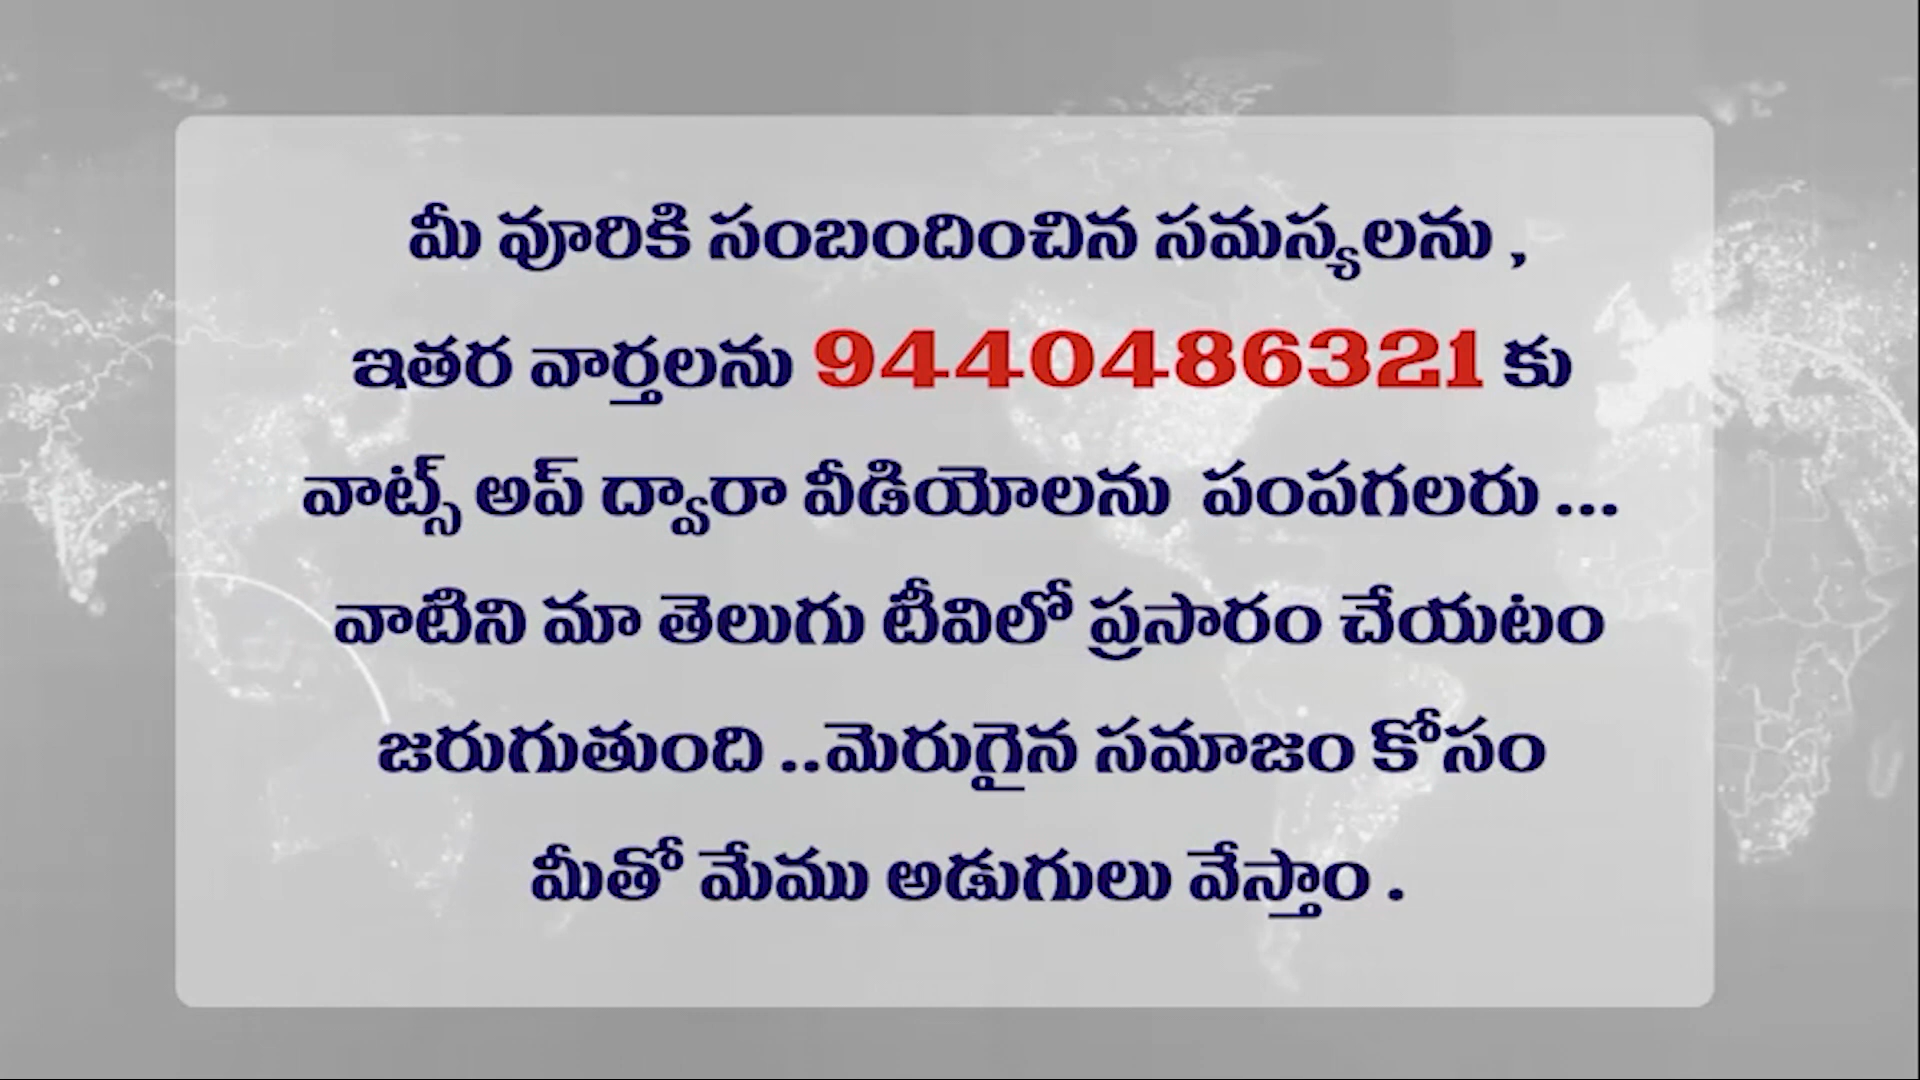 మీ వూరికి సంబందించిన సమస్యలను ,
ఇతర వార్తలను 9440486321 కు
వాట్స్ అప్ ద్వారా వీడియోలను పంపగలరు ...
వాటిని మా తెలుగు టీవిలో ప్రసారం చేయటం
జరుగుతుంది ..మెరుగైన సమాజం కోసం
మీతో మేము అడుగులు వేస్తాం .